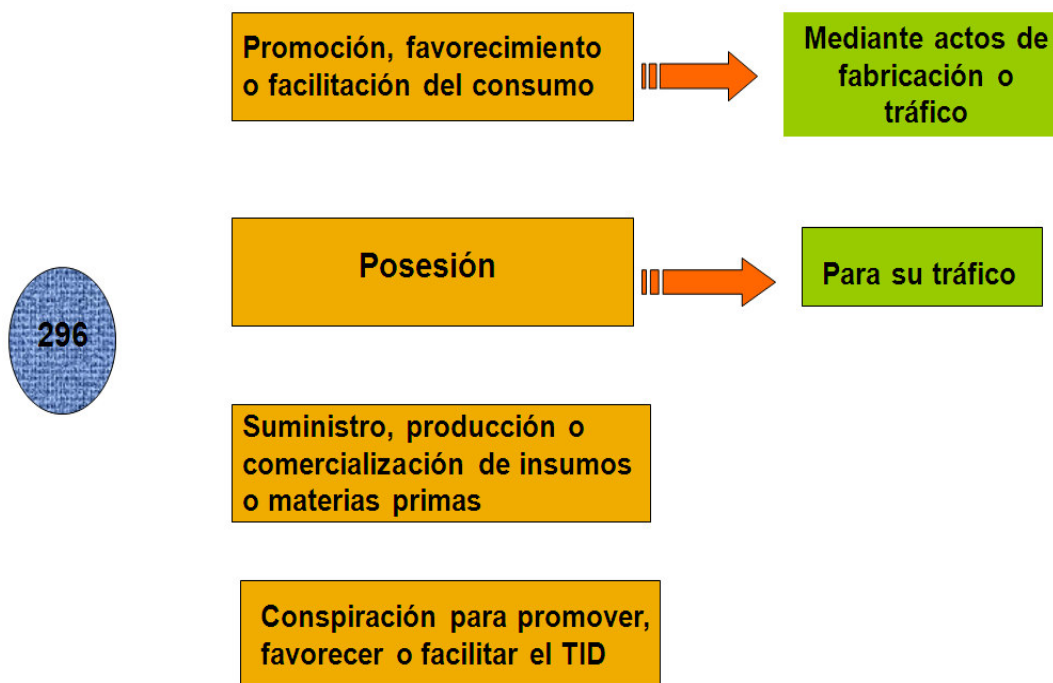 Promoción, favorecimiento
o facilitación del consumo
Mediante actos de
fabricación o
tráfico
Posesión
Para su tráfico
296
Suministro, producción o
comercialización de insumos
o materias primas
Conspiración para promover,
favorecer o facilitar el TID